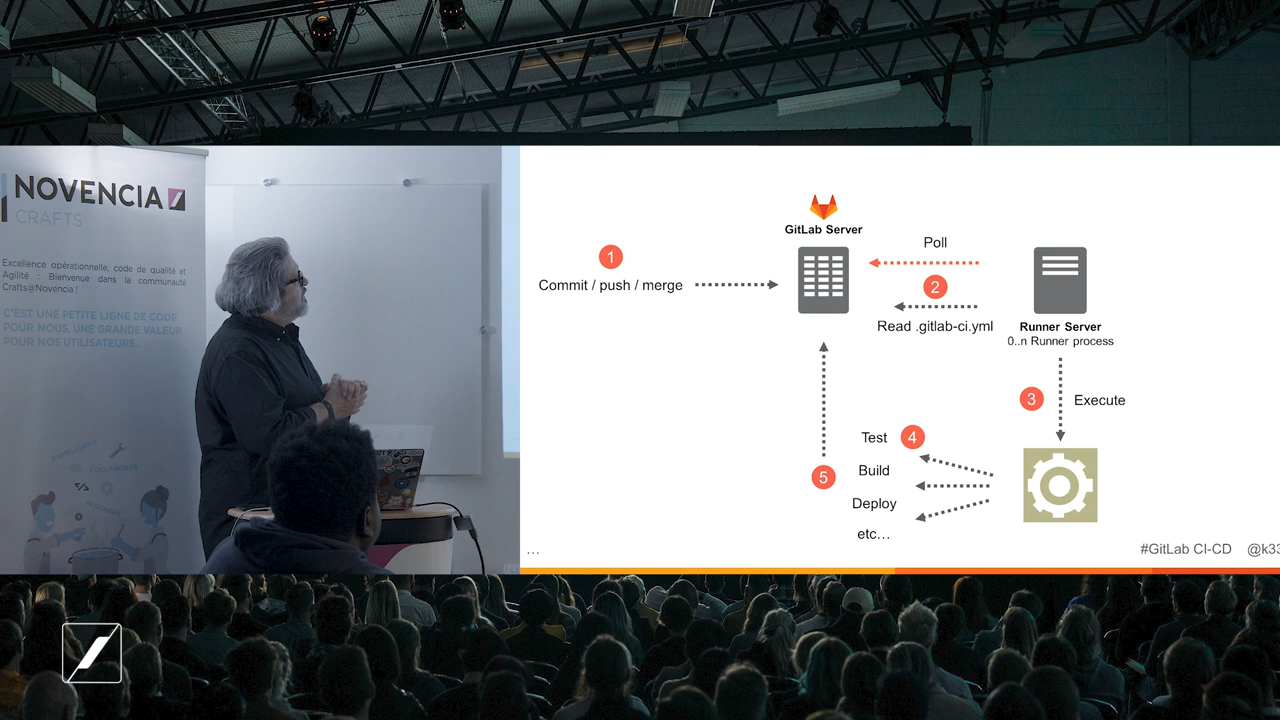 NOVENCIA
CRAFTS
Excellence opérationnelle, code de qualité et
Agilité : Bienvenue dans la communauté
Crafts@Novencia !
C'EST UNE PETITE LIGNE DE CODE
POUR NOUS, UNE GRANDE VALEUR
POUR NOS UTILISATEURS.
COLLABORER
GitLab Server
1
Commit / push / merge
Poll
2
Read .gitlab-ci.yml
Runner Server
0..n Runner process
3
Execute
Test
4
Build
5
Deploy
etc...
...
#GitLab CI-CD
@k33